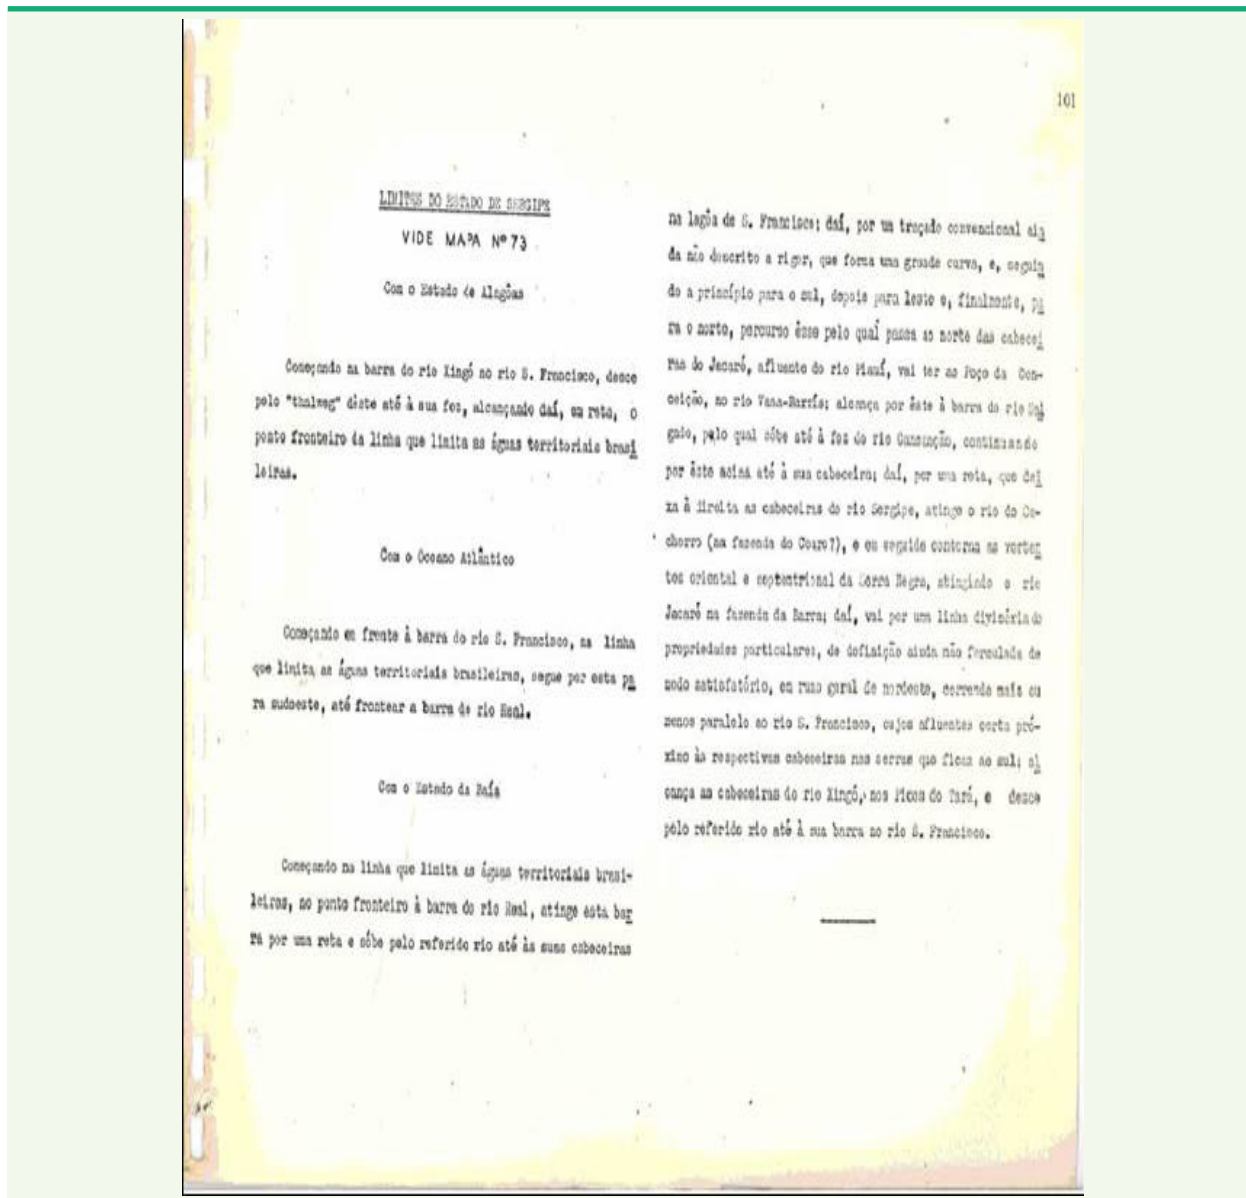 101
LIMITES DO ESTADO DE SERGIPE
VIDE MAPA Nº 73
Com o Estado de Alagôas
Começando na barra do rio Xingó no rio S. Francisco, desce
pelo "thalweg" dêste até à sua foz, alcançando daí, em reta, o
ponto fronteiro da linha que limita as águas territoriais brasi
leiras.
Com o Oceano Atlântico
Começando em frente à barra do rio S. Francisco, na linha
que limita as águas territoriais brasileiras, segue por esta pa
ra sudoeste, até frontear a barra do rio Real.
Com o Estado da Baía
Começando na linha que limita as águas territoriais brasi-
leiras, no ponto fronteiro à barra do rio Real, atinge esta bar
ra por uma reta e sôbe pelo referido rio até às suas cabeceiras
na lagôa de S. Francisco; daí, por um traçado convencional ain
da não descrito a rigor, que forma uma grande curva, e, seguin
do a princípio para o sul, depois para leste e, finalmente, pa
ra o norte, percurso êsse pelo qual passa ao norte das cabecei
ras do Jacaré, afluente do rio Piauí, vai ter ao Poço da Con-
ceição, no rio Vasa-Barrís; alcança por êste à barra do rio Sal
gado, pelo qual sôbe até à foz do rio Cansanção, continuando
por êste acima até à sua cabeceira; daí, por uma reta, que dei
xa à direita as cabeceiras do rio Sergipe, atinge o rio do Ca-
chorro (na fazenda do Couro?), e em seguida contorna as verten
tes oriental e septentrional da Serra Negra, atingindo o rio
Jacaré na fazenda da Barra; daí, vai por um linha divisória de
propriedades particulares, de definição ainda não formulada de
modo satisfatório, em rumo geral de nordeste, correndo mais ou
menos paralelo ao rio S. Francisco, cujos afluentes corta pró-
ximo às respectivas cabeceiras nas serras que ficam ao sul; al
cança as cabeceiras do rio Xingó, nos Picos do Tará, e desce
pelo referido rio até à sua barra no rio S. Francisco.